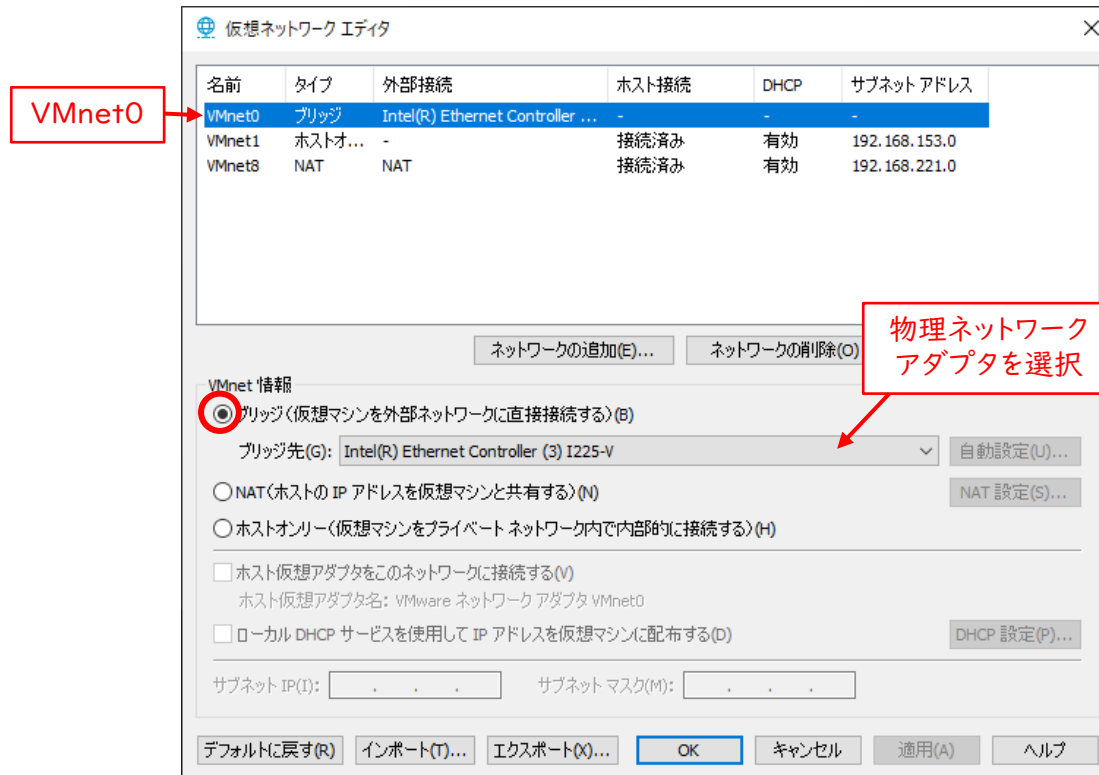 仮想ネットワーク エディタ
名前 タイプ 外部接続 ホスト接続 DHCP サブネット アドレス
VMnet0
VMnet0 ブリッジ Intel(R) Ethernet Controller ... - - -
VMnet1 ホストオ... - 接続済み 有効 192.168.153.0
VMnet8 NAT NAT 接続済み 有効 192.168.221.0
物理ネットワーク
アダプタを選択
ネットワークの追加(E)... ネットワークの削除(O)
VMnet 情報
ブリッジ(仮想マシンを外部ネットワークに直接接続する)(B)
ブリッジ先(G): Intel(R) Ethernet Controller (3) I225-V 自動設定(U)...
NAT(ホストの IP アドレスを仮想マシンと共有する)(N) NAT 設定(S)...
ホストオンリー(仮想マシンをプライベート ネットワーク内で内部的に接続する)(H)
ホスト仮想アダプタをこのネットワークに接続する(V)
ホスト仮想アダプタ名: VMware ネットワーク アダプタ VMnet0
ローカル DHCP サービスを使用して IP アドレスを仮想マシンに配布する(D) DHCP 設定(P)...
サブネット IP(I): . . . サブネット マスク(M): . . .
デフォルトに戻す(R) インポート(T)... エクスポート(X)... OK キャンセル 適用(A) ヘルプ